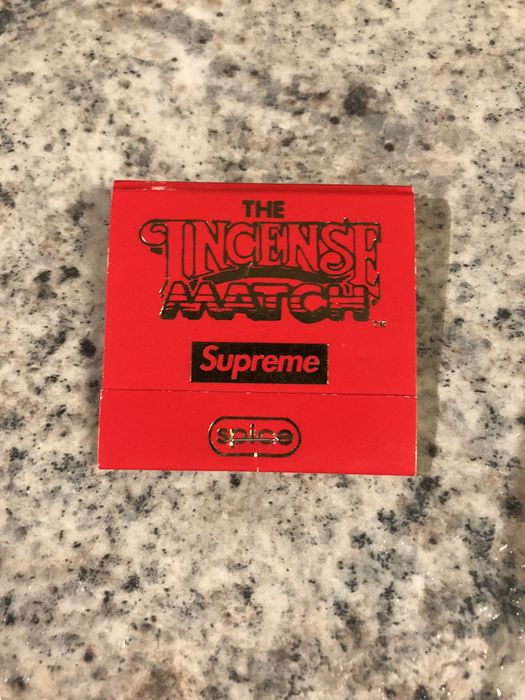 THE
INCENSE
MATCH
TM
Supreme
spice